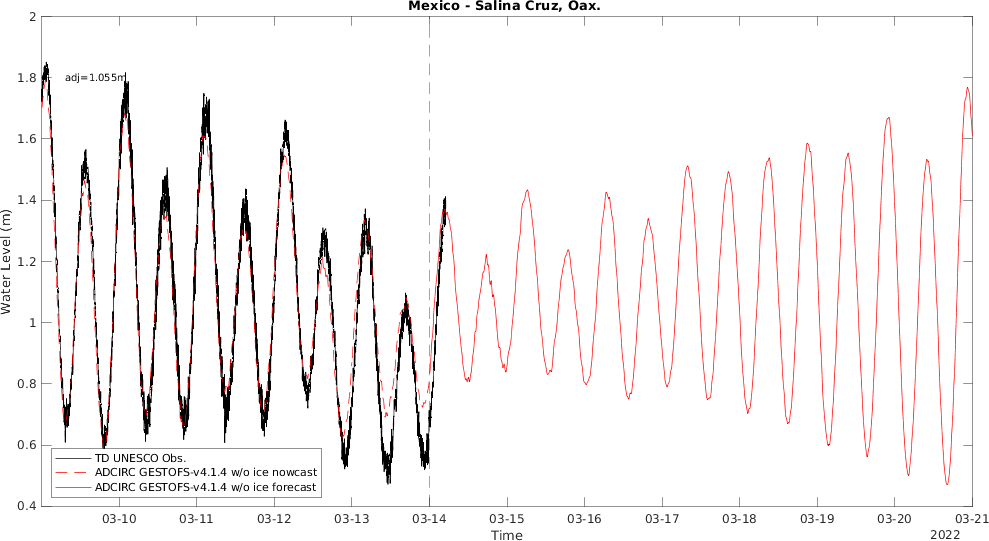 Mexico - Salina Cruz, Oax.
2
1.8
1.6
1.4
1.2
1
0.8
0.6
0.4
Water Level (m)
adj=1.055m
TD UNESCO Obs.
ADCIRC GESTOFS-v4.1.4 w/o ice nowcast
ADCIRC GESTOFS-v4.1.4 w/o ice forecast
03-10 03-11 03-12 03-13 03-14 03-15 03-16 03-17 03-18 03-19 03-20 03-21
Time
2022